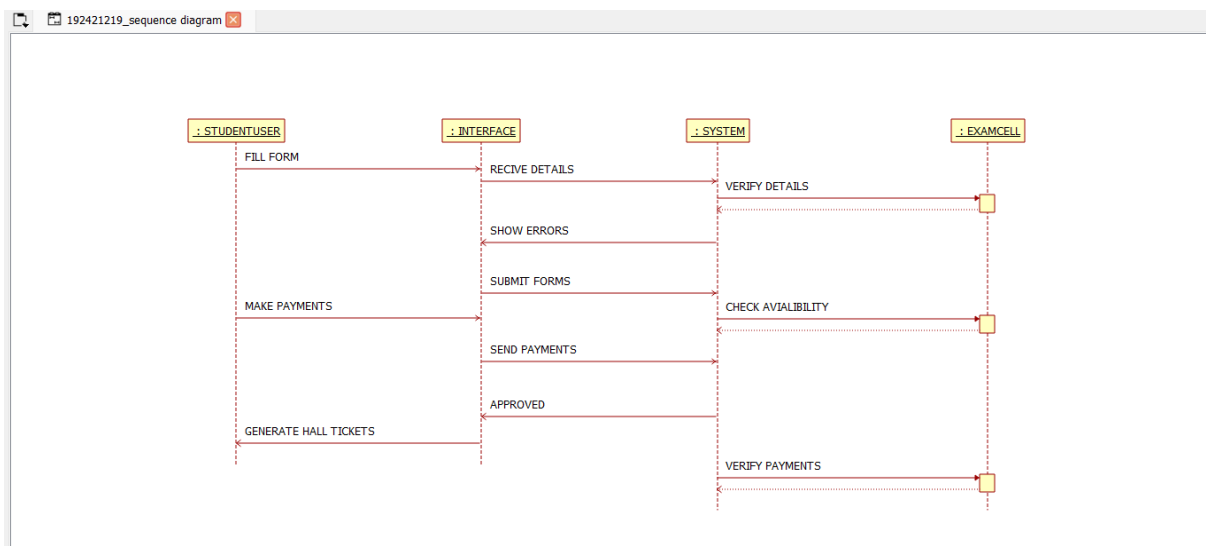 192421219_sequence diagram
: STUDENTUSER
: INTERFACE
: SYSTEM
: EXAMCELL
FILL FORM
RECIVE DETAILS
VERIFY DETAILS
SHOW ERRORS
SUBMIT FORMS
MAKE PAYMENTS
CHECK AVIALIBILITY
SEND PAYMENTS
APPROVED
GENERATE HALL TICKETS
VERIFY PAYMENTS